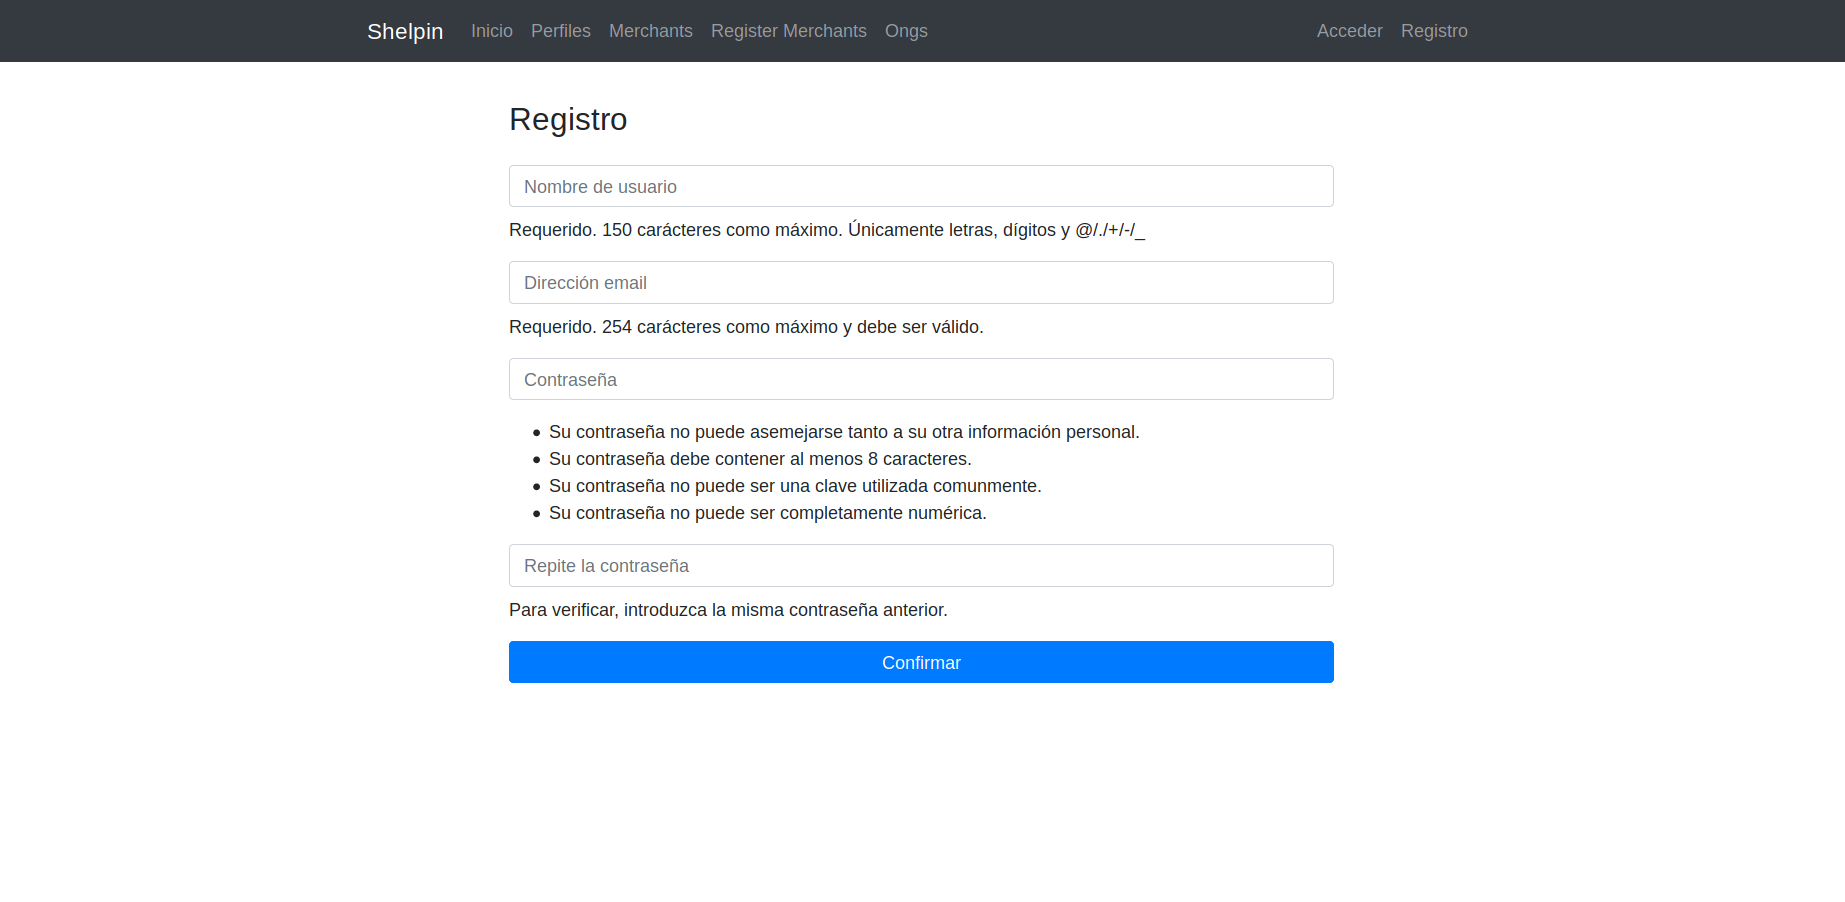 Shelpin Inicio Perfiles Merchants Register Merchants Ongs Acceder Registro
Registro
Nombre de usuario
Requerido. 150 carácteres como máximo. Únicamente letras, dígitos y @/./+/-/_
Dirección email
Requerido. 254 carácteres como máximo y debe ser válido.
Contraseña
Su contraseña no puede asemejarse tanto a su otra información personal.
Su contraseña debe contener al menos 8 caracteres.
Su contraseña no puede ser una clave utilizada comunmente.
Su contraseña no puede ser completamente numérica.
Repite la contraseña
Para verificar, introduzca la misma contraseña anterior.
Confirmar